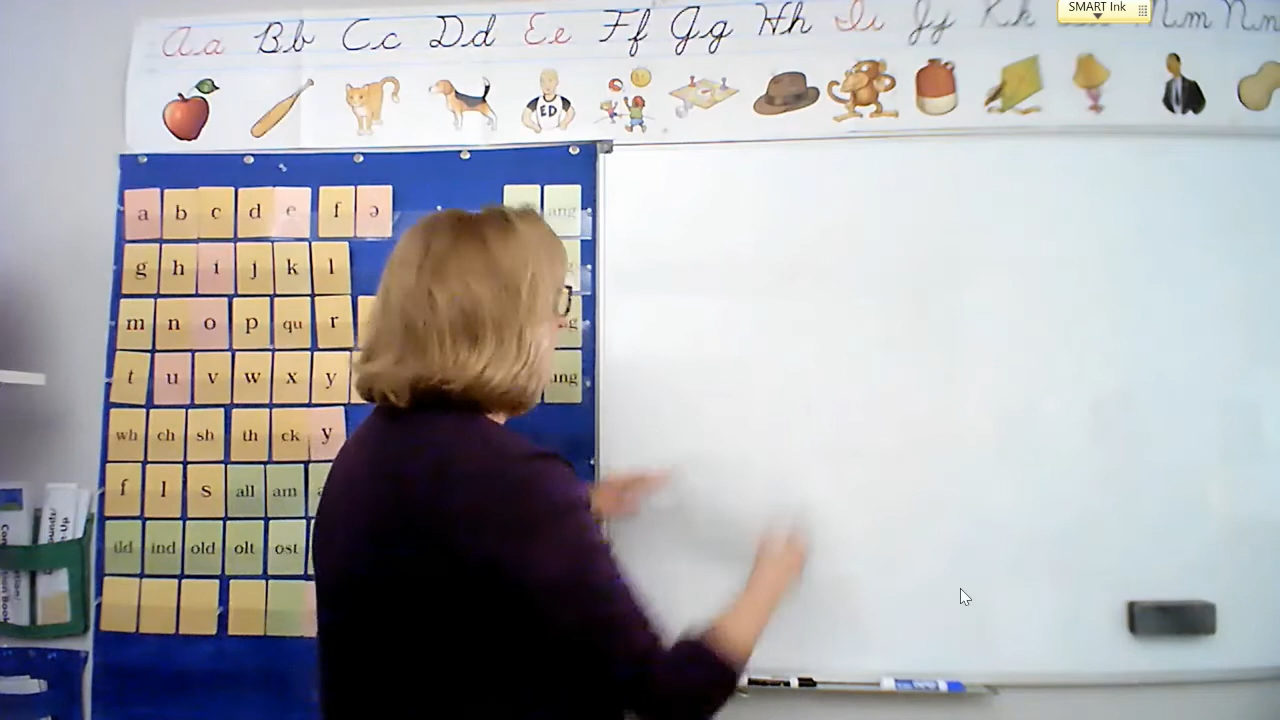 SMART Ink
Aa Bb Cc Dd Ee Ff Gg Hh Ii Jj Kk Mm Nn
ED
a b c d e f ə ang
g h i j k l
m n o p qu r
t u v w x y ung
wh ch sh th ck y
f l s all am
ild ind old olt ost